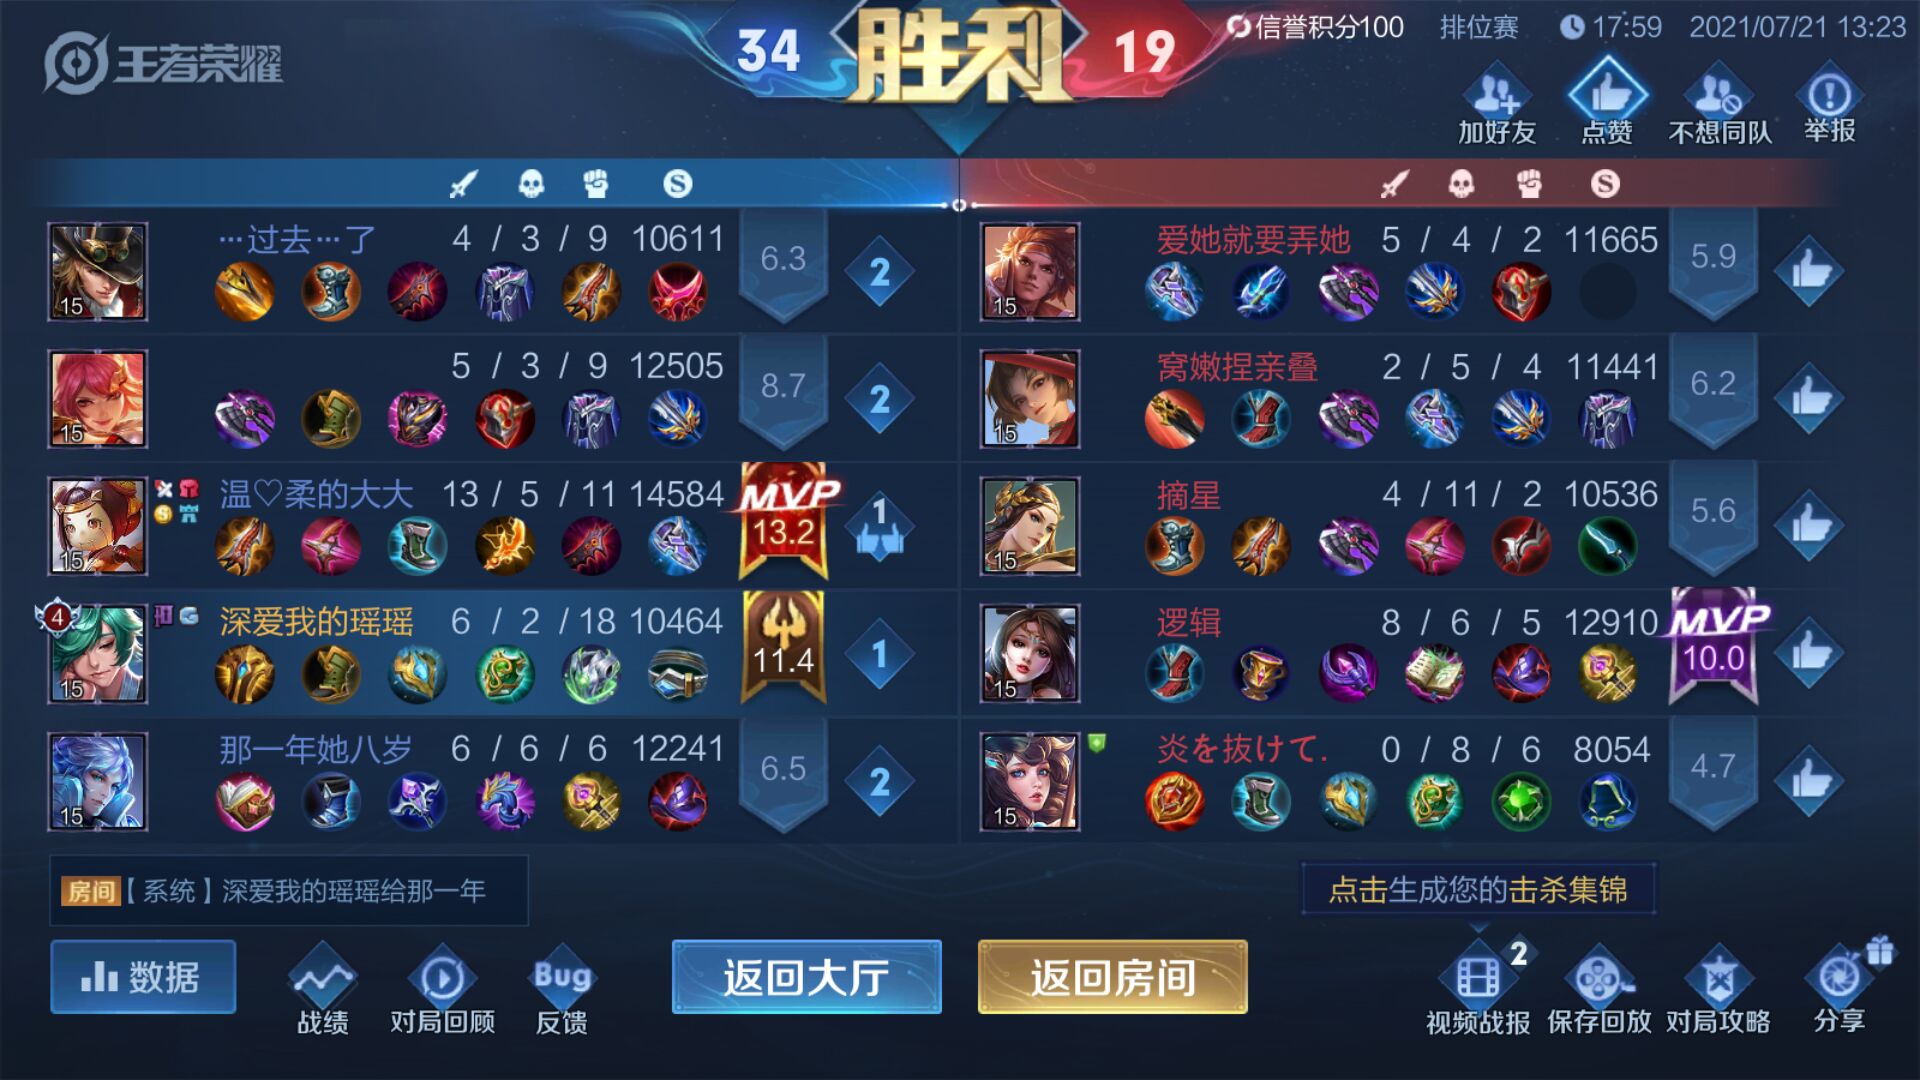 王者荣耀
34 胜利 19
信誉积分100 排位赛 17:59 2021/07/21 13:23
加好友 点赞 不想同队 举报
15 …过去…了 4 / 3 / 9 10611 6.3 2
15 爱她就要弄她 5 / 4 / 2 11665 5.9
15 5 / 3 / 9 12505 8.7 2
15 窝嫩捏亲叠 2 / 5 / 4 11441 6.2
15 温♡柔的大大 13 / 5 / 11 14584 MVP 13.2 1
15 摘星 4 / 11 / 2 10536 5.6
4 15 深爱我的瑶瑶 6 / 2 / 18 10464 11.4 1
15 逻辑 8 / 6 / 5 12910 MVP 10.0
15 那一年她八岁 6 / 6 / 6 12241 6.5 2
15 炎を抜けて. 0 / 8 / 6 8054 4.7
房间【系统】深爱我的瑶瑶给那一年
点击生成您的击杀集锦
数据 战绩 对局回顾 Bug 反馈 返回大厅 返回房间 2 视频战报 保存回放 对局攻略 分享